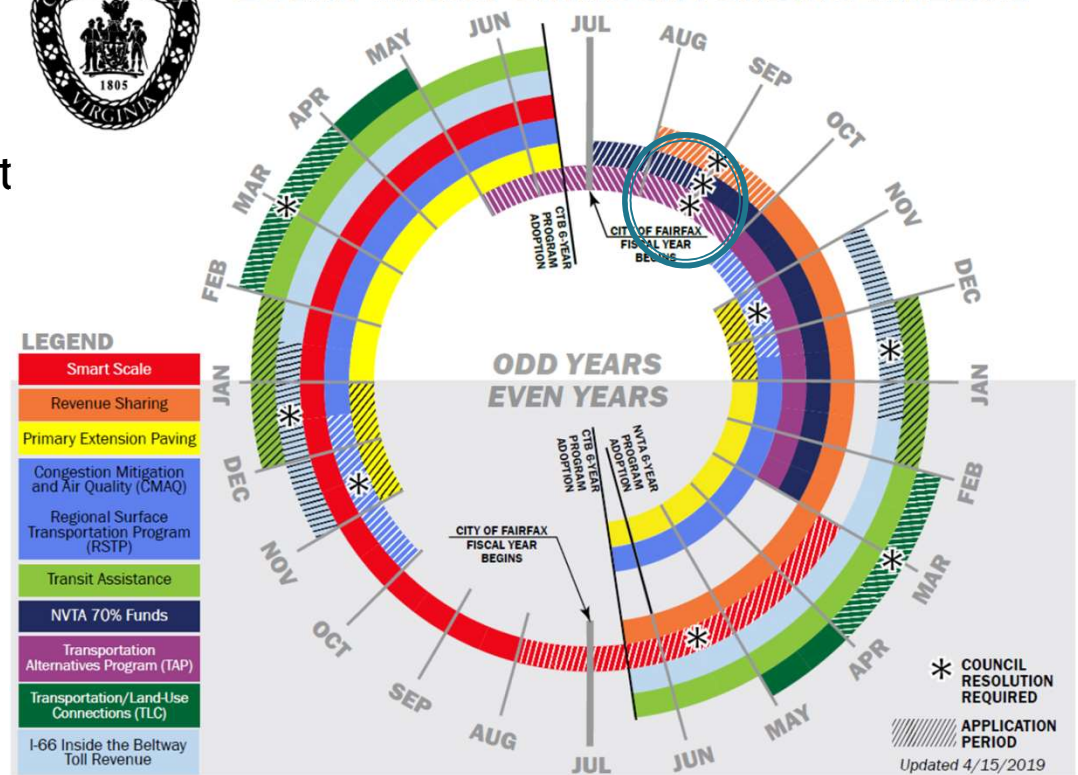 1805
VIRGINIA
t
JUL
AUG
SEP
OCT
NOV
DEC
JAN
FEB
MAR
APR
MAY
JUN
JUL
AUG
SEP
OCT
NOV
DEC
JAN
FEB
MAR
APR
MAY
JUN
CTB 6-YEAR
PROGRAM
ADOPTION
CITY OF FAIRFAX
FISCAL YEAR
BEGINS
ODD YEARS
EVEN YEARS
CTB 6-YEAR
PROGRAM
ADOPTION
NVTA 6-YEAR
PROGRAM
ADOPTION
CITY OF FAIRFAX
FISCAL YEAR
BEGINS
LEGEND
Smart Scale
Revenue Sharing
Primary Extension Paving
Congestion Mitigation
and Air Quality (CMAQ)
Regional Surface
Transportation Program
(RSTP)
Transit Assistance
NVTA 70% Funds
Transportation
Alternatives Program (TAP)
Transportation/Land-Use
Connections (TLC)
I-66 Inside the Beltway
Toll Revenue
* COUNCIL
RESOLUTION
REQUIRED
APPLICATION
PERIOD
Updated 4/15/2019